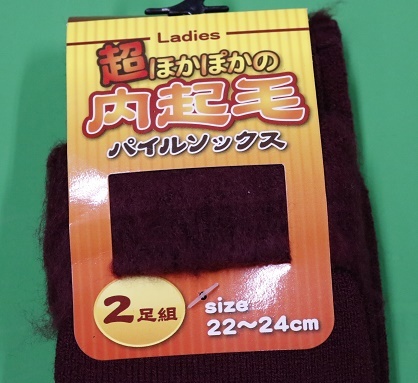 Ladies
超ほかぽかの
内起毛
パイルソックス
2足組
size
22~24cm